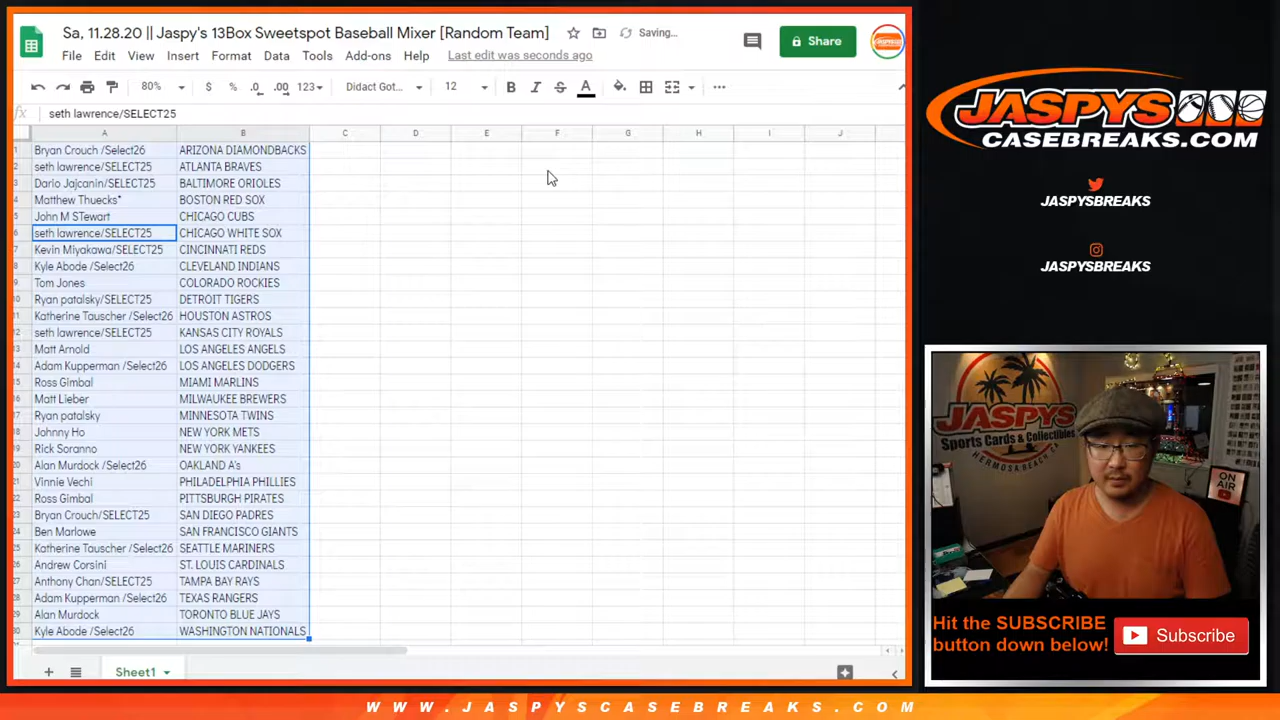 Sa, 11.28.20 || Jaspy's 13Box Sweetspot Baseball Mixer [Random Team]
Saving...
Share
File Edit View Insert Format Data Tools Add-ons Help Last edit was seconds ago
80% $ % .0 .00 123 Didact Got... 12 B I S A
fx seth lawrence/SELECT25
A B C D E F G H I J
1 Bryan Crouch /Select26 ARIZONA DIAMONDBACKS
2 seth lawrence/SELECT25 ATLANTA BRAVES
3 Dario Jajcanin/SELECT25 BALTIMORE ORIOLES
4 Matthew Thuecks* BOSTON RED SOX
5 John M STewart CHICAGO CUBS
6 seth lawrence/SELECT25 CHICAGO WHITE SOX
7 Kevin Miyakawa/SELECT25 CINCINNATI REDS
8 Kyle Abode /Select26 CLEVELAND INDIANS
9 Tom Jones COLORADO ROCKIES
10 Ryan patalsky/SELECT25 DETROIT TIGERS
11 Katherine Tauscher /Select26 HOUSTON ASTROS
12 seth lawrence/SELECT25 KANSAS CITY ROYALS
13 Matt Arnold LOS ANGELES ANGELS
14 Adam Kupperman /Select26 LOS ANGELES DODGERS
15 Ross Gimbal MIAMI MARLINS
16 Matt Lieber MILWAUKEE BREWERS
17 Ryan patalsky MINNESOTA TWINS
18 Johnny Ho NEW YORK METS
19 Rick Soranno NEW YORK YANKEES
20 Alan Murdock /Select26 OAKLAND A's
21 Vinnie Vechi PHILADELPHIA PHILLIES
22 Ross Gimbal PITTSBURGH PIRATES
23 Bryan Crouch/SELECT25 SAN DIEGO PADRES
24 Ben Marlowe SAN FRANCISCO GIANTS
25 Katherine Tauscher /Select26 SEATTLE MARINERS
26 Andrew Corsini ST. LOUIS CARDINALS
27 Anthony Chan/SELECT25 TAMPA BAY RAYS
28 Adam Kupperman /Select26 TEXAS RANGERS
29 Alan Murdock TORONTO BLUE JAYS
30 Kyle Abode /Select26 WASHINGTON NATIONALS
Sheet1
JASPYS
CASEBREAKS.COM
JASPYSBREAKS
JASPYSBREAKS
JASPYS
Sports Cards & Collectibles
HERMOSA BEACH CA
ON AIR
Hit the SUBSCRIBE
button down below!
Subscribe
WWW.JASPYSCASEBREAKS.COM